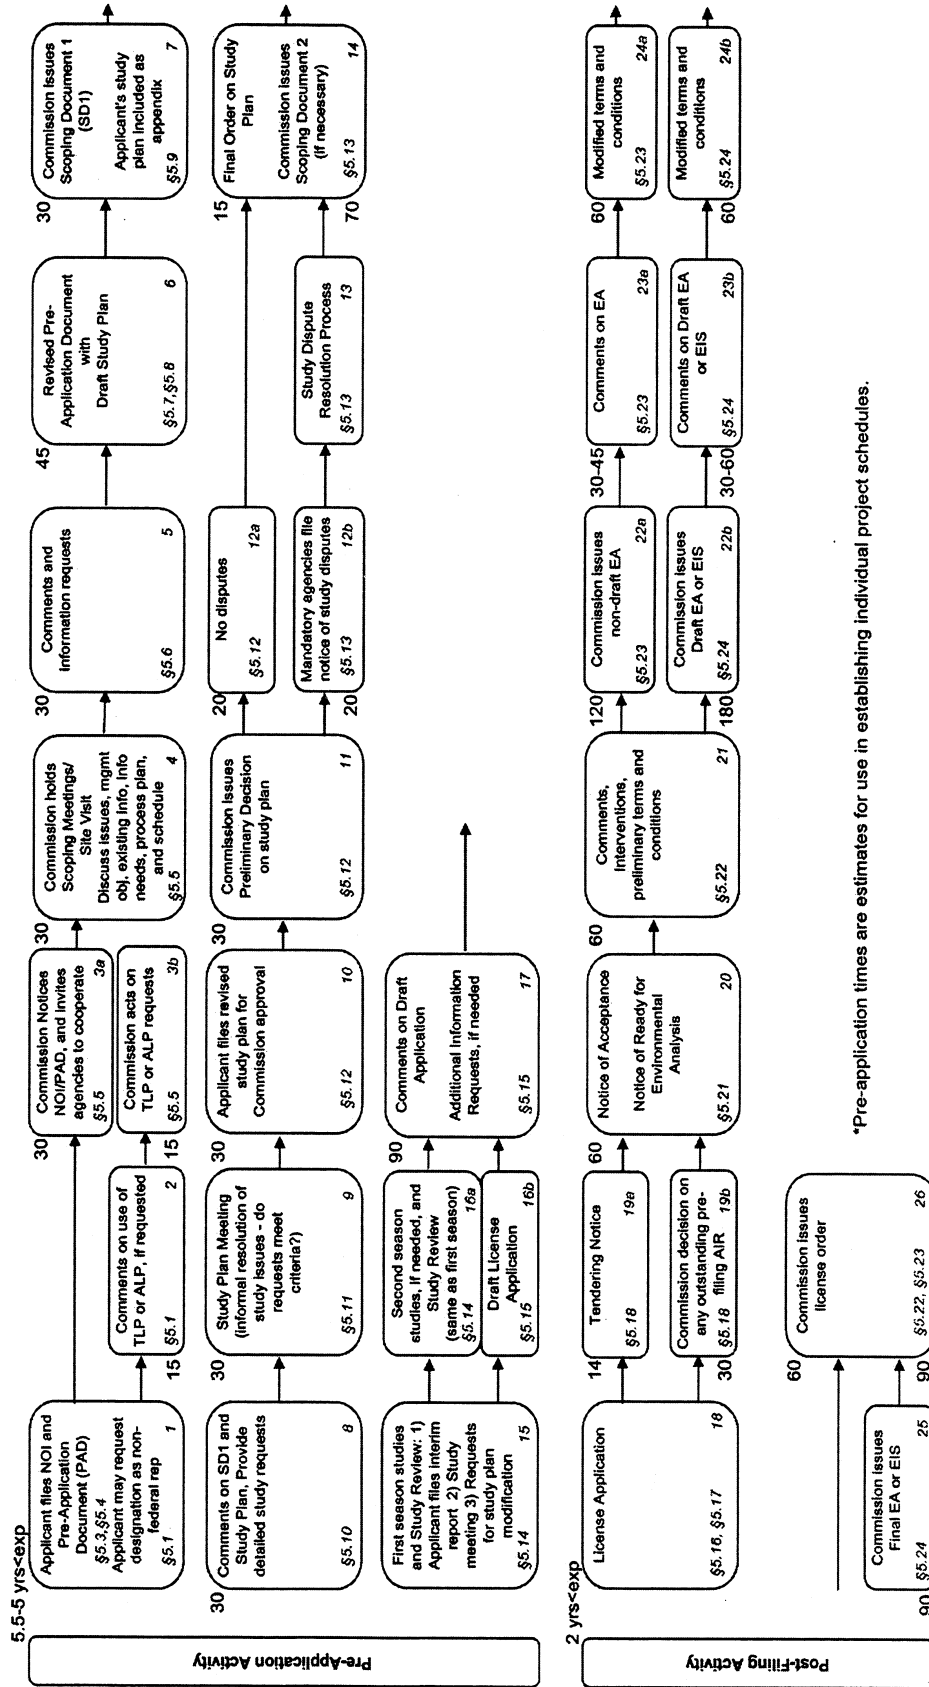 Pre-Application Activity
5.5-5 yrs<exp
Applicant files NOI and
Pre-Application
Document (PAD)
§5.3,§5.4
Applicant may request
designation as non-
federal rep
§5.1
1
15
Comments on use of
TLP or ALP, if requested
§5.1
2
30
Commission Notices
NOI/PAD, and invites
agencies to cooperate
§5.5
3a
15
Commission acts on
TLP or ALP requests
§5.5
3b
30
Commission holds
Scoping Meetings/
Site Visit
Discuss issues, mgmt
obj, existing info, info
needs, process plan,
and schedule
§5.5
4
30
Comments and
Information requests
§5.6
5
45
Revised Pre-
Application Document
with
Draft Study Plan
§5.7,§5.8
6
30
Commission issues
Scoping Document 1
(SD1)
Applicant's study
plan included as
appendix
§5.9
7
30
Comments on SD1 and
Study Plan, Provide
detailed study requests
§5.10
8
30
Study Plan Meeting
(informal resolution of
study issues - do
requests meet
criteria?)
§5.11
9
30
Applicant files revised
study plan for
Commission approval
§5.12
10
30
Commission issues
Preliminary Decision
on study plan
§5.12
11
20
No disputes
§5.12
12a
20
Mandatory agencies file
notice of study disputes
§5.13
12b
Study Dispute
Resolution Process
§5.13
13
15
Final Order on Study
Plan
Commission issues
Scoping Document 2
(if necessary)
§5.13
14
70
First season studies
and Study Review: 1)
Applicant files interim
report 2) Study
meeting 3) Requests
for study plan
modification
§5.14
15
Second season
studies, if needed, and
Study Review
(same as first season)
§5.14
16a
Draft License
Application
§5.15
16b
90
Comments on Draft
Application
Additional Information
Requests, if needed
§5.15
17
Post-Filing Activity
2 yrs<exp
License Application
§5.16, §5.17
18
14
Tendering Notice
§5.18
19a
30
Commission decision on
any outstanding pre-
filing AIR
§5.18
19b
60
Notice of Acceptance
Notice of Ready for
Environmental
Analysis
§5.21
20
60
Comments,
Interventions,
preliminary terms and
conditions
§5.22
21
120
Commission issues
non-draft EA
§5.23
22a
180
Commission issues
Draft EA or EIS
§5.24
22b
30-45
Comments on EA
§5.23
23a
30-60
Comments on Draft EA
or EIS
§5.24
23b
60
Modified terms and
conditions
§5.23
24a
60
Modified terms and
conditions
§5.24
24b
90
Commission issues
Final EA or EIS
§5.24
25
60
Commission issues
license order
§5.22, §5.23
26
90
*Pre-application times are estimates for use in establishing individual project schedules.